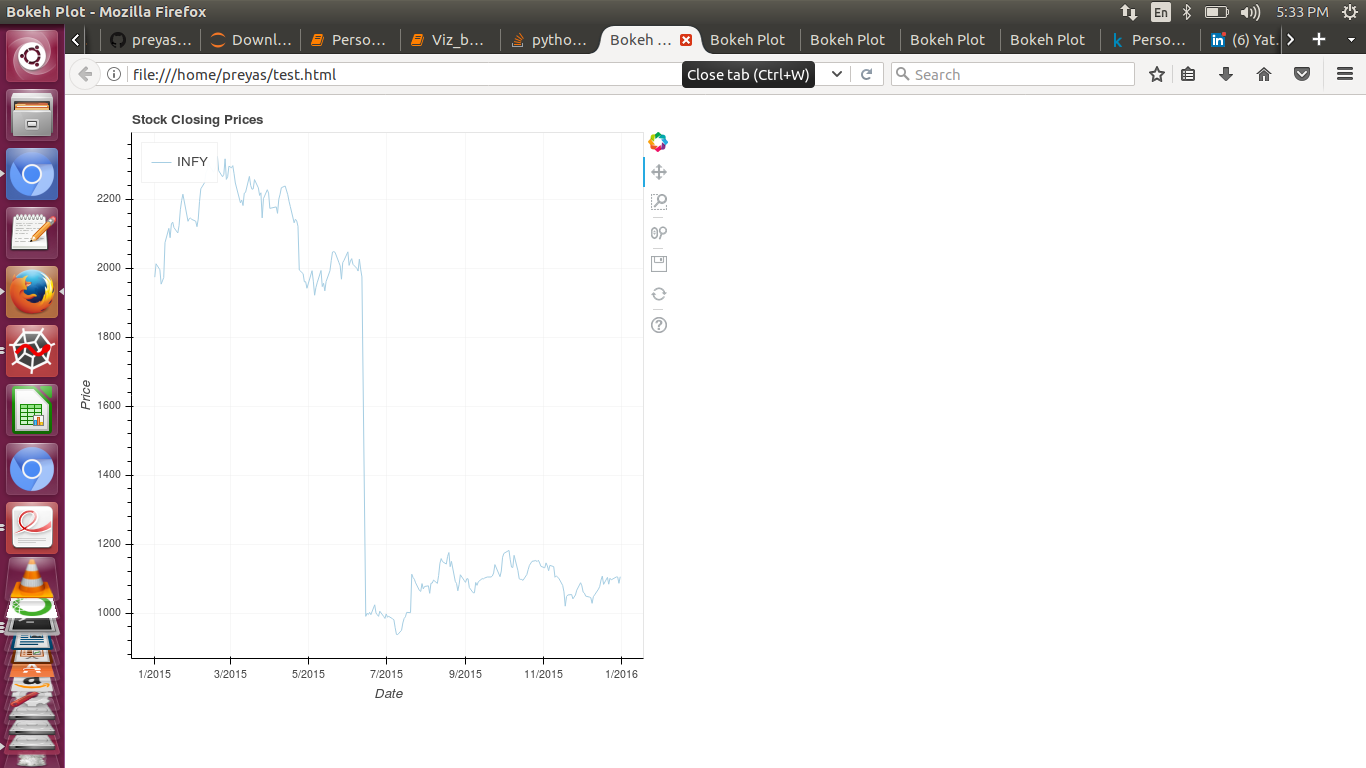 Bokeh Plot - Mozilla Firefox
En
5:33 PM
preyas...
Downl...
Perso...
Viz_b...
pytho...
Bokeh ...
Bokeh Plot
Bokeh Plot
Bokeh Plot
Bokeh Plot
k Perso...
in (6) Yat...
file:///home/preyas/test.html
Close tab (Ctrl+W)
Search
Stock Closing Prices
INFY
2200
2000
1800
1600
1400
1200
1000
Price
1/2015
3/2015
5/2015
7/2015
9/2015
11/2015
1/2016
Date